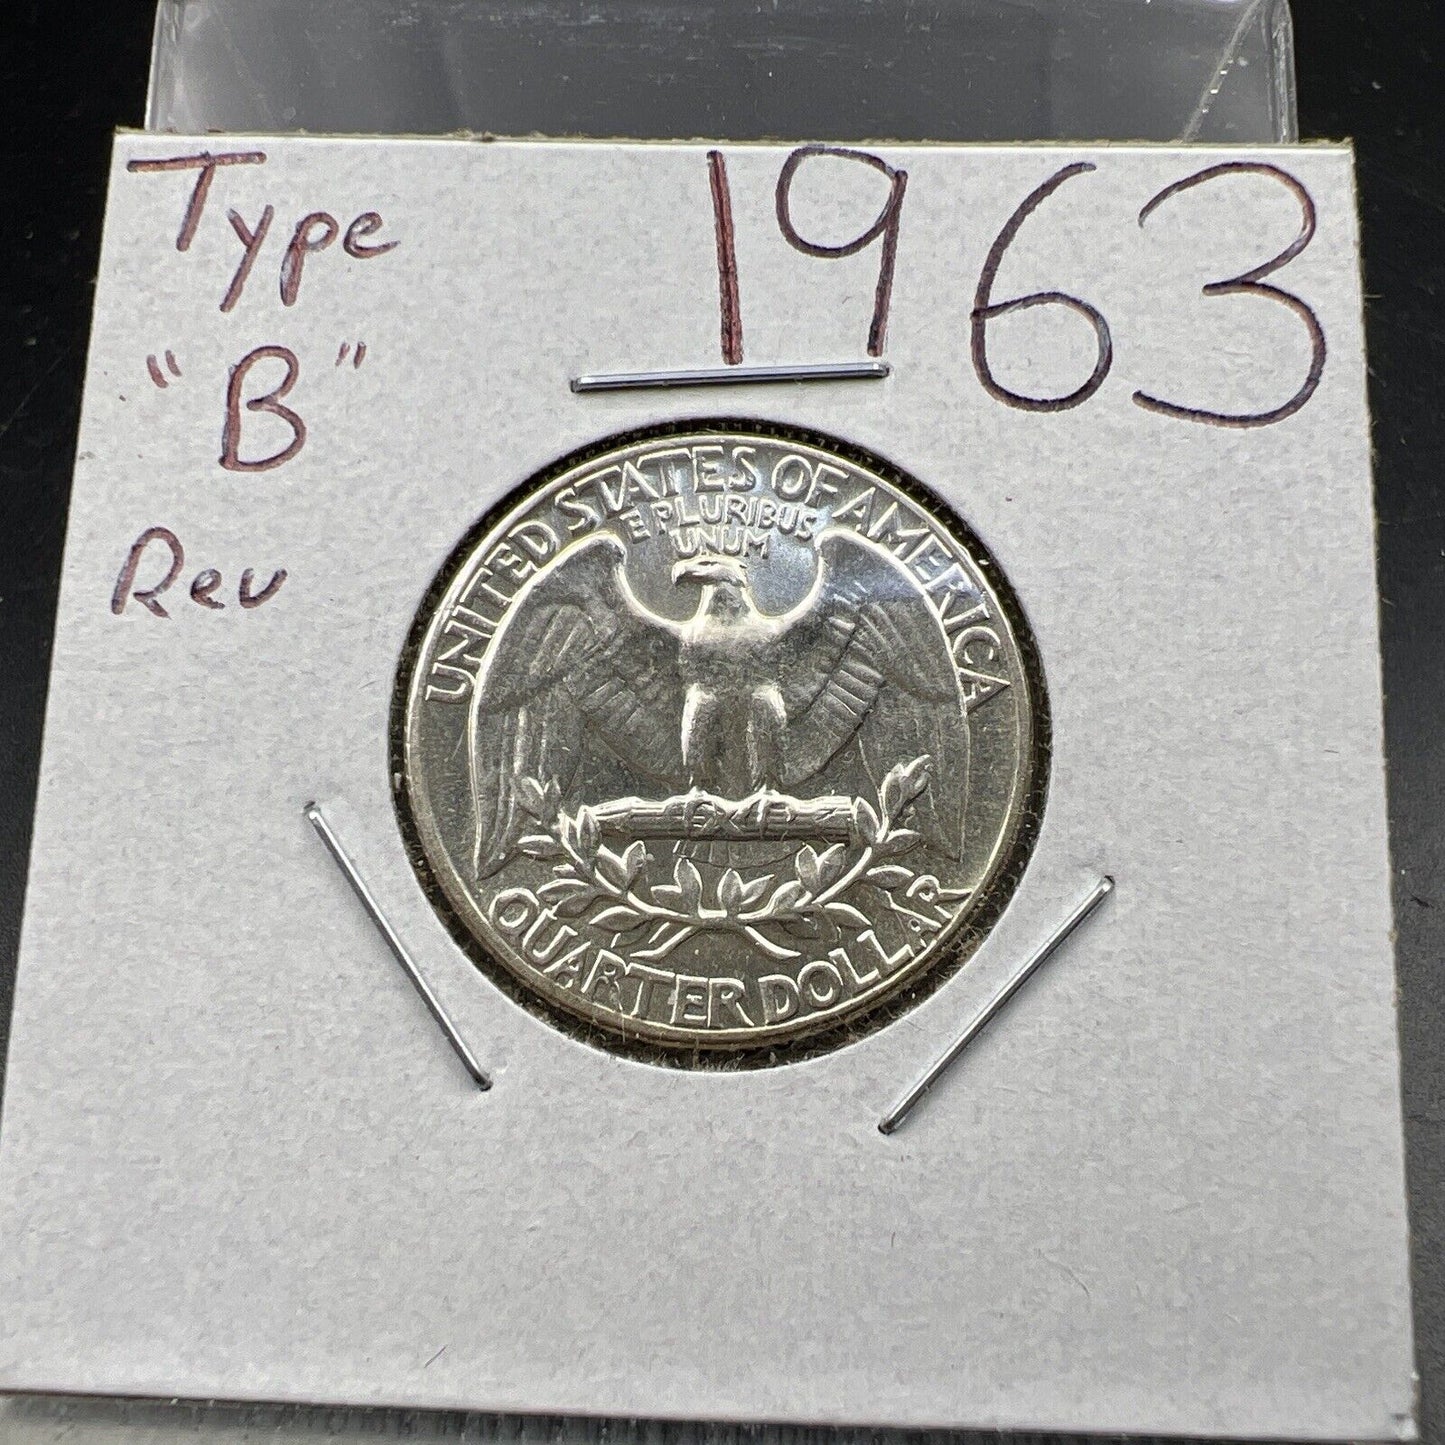 Type 1963
"B"
Rev
UNITED STATES OF AMERICA
E PLURIBUS
UNUM
QUARTER DOLLAR